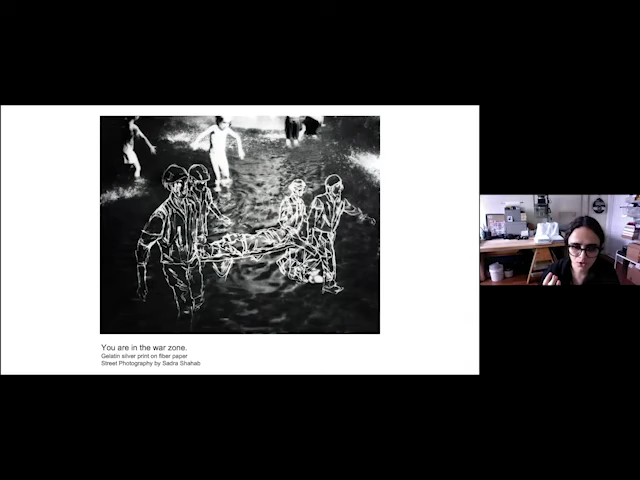 You are in the war zone.
Gelatin silver print on fiber paper
Street Photography by Sadra Shahab